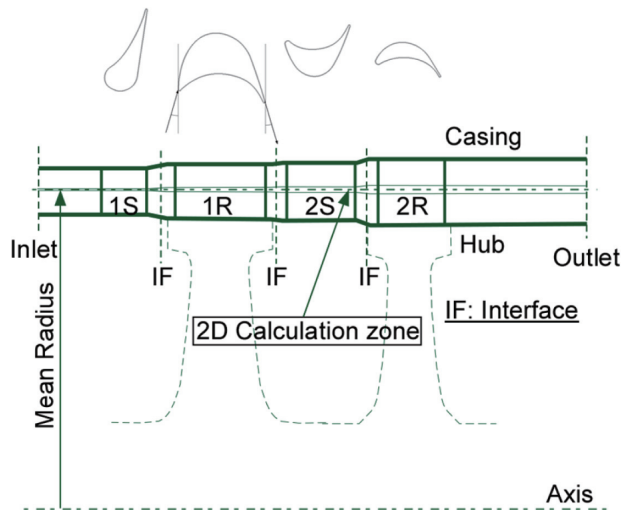 Casing
1S
1R
2S
2R
Inlet
Hub
Outlet
IF
IF
IF
IF: Interface
2D Calculation zone
Mean Radius
Axis